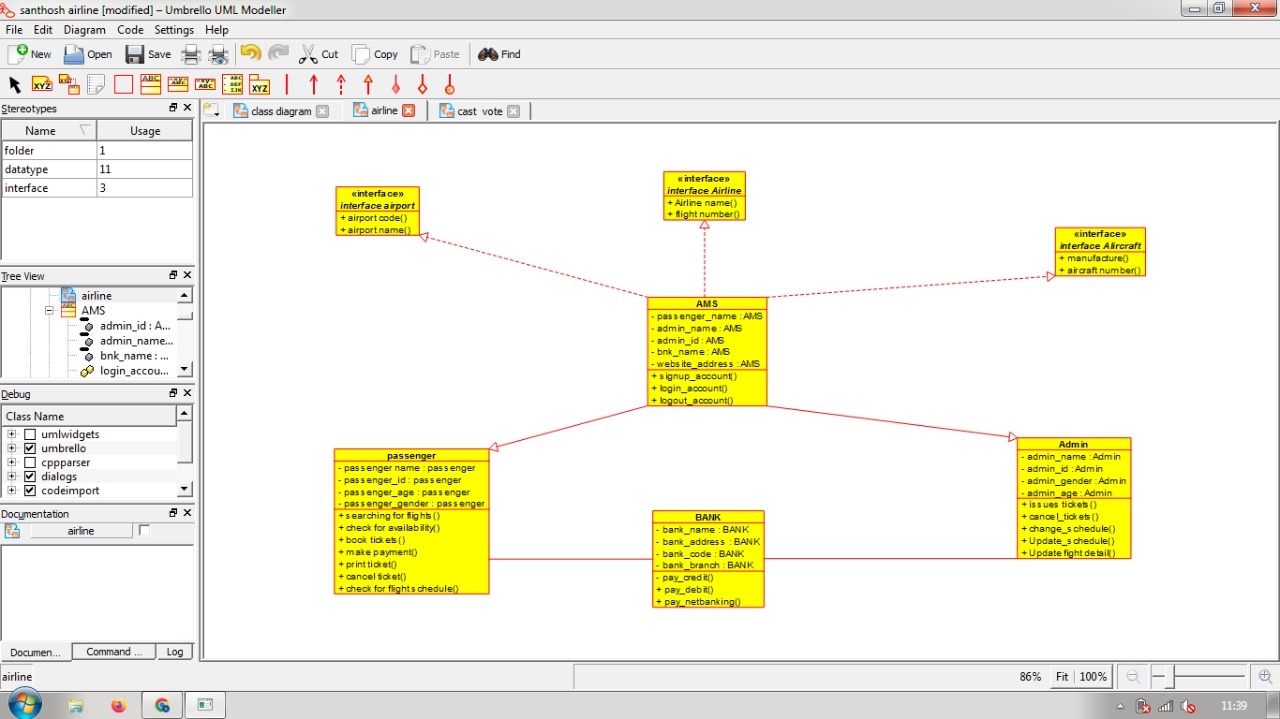 santhosh airline [modified] – Umbrello UML Modeller
File Edit Diagram Code Settings Help
New Open Save Cut Copy Paste Find
Stereotypes
Name Usage
folder 1
datatype 11
interface 3
Tree View
airline
AMS
admin_id : A...
admin_name...
bnk_name : ...
login_accou...
Debug
Class Name
umlwidgets
umbrello
cppparser
dialogs
codeimport
Documentation
airline
Documen... Command ... Log
class diagram airline cast vote
«interface»
interface airport
+ airport code()
+ airport name()
«interface»
interface Airline
+ Airline name()
+ flight number()
«interface»
interface AIircraft
+ manufacture()
+ aircraft number()
AMS
- passenger_name : AMS
- admin_name : AMS
- admin_id : AMS
- bnk_name : AMS
- website_address : AMS
+ signup_account()
+ login_account()
+ logout_account()
passenger
- passenger name : passenger
- passenger_id : passenger
- passenger_age : passenger
- passenger_gender : passenger
+ searching for flights()
+ check for availability()
+ book tickets()
+ make payment()
+ print ticket()
+ cancel ticket()
+ check for flight schedule()
BANK
- bank_name : BANK
- bank_address : BANK
- bank_code : BANK
- bank_branch : BANK
- pay_credit()
+ pay_debit()
+ pay_netbanking()
Admin
- admin_name : Admin
- admin_id : Admin
- admin_gender : Admin
- admin_age : Admin
+ issues tickets()
+ cancel_tickets()
+ change_schedule()
+ Update_schedule()
+ Update fight detail()
airline
86% Fit 100%
11:39